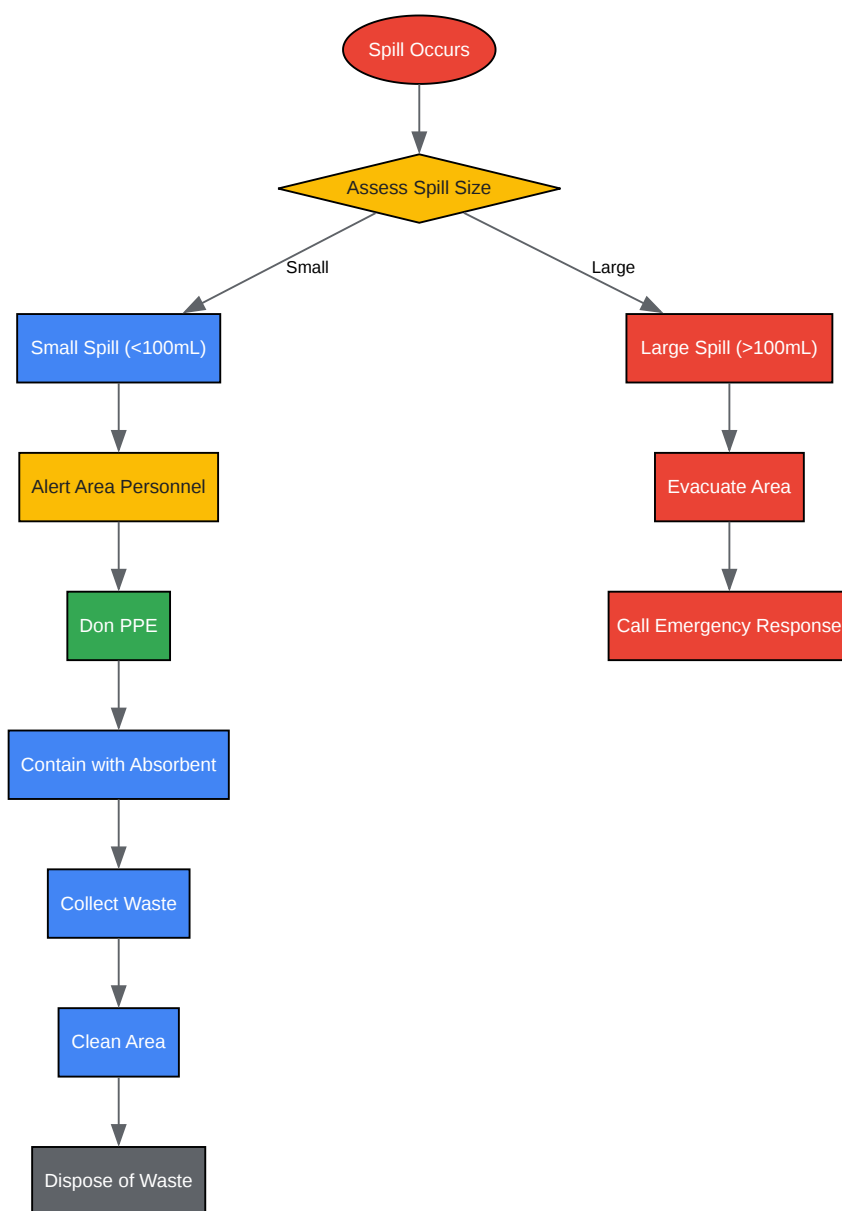 Spill Occurs
Assess Spill Size
Small
Large
Small Spill (<100mL)
Large Spill (>100mL)
Alert Area Personnel
Evacuate Area
Don PPE
Call Emergency Response
Contain with Absorbent
Collect Waste
Clean Area
Dispose of Waste